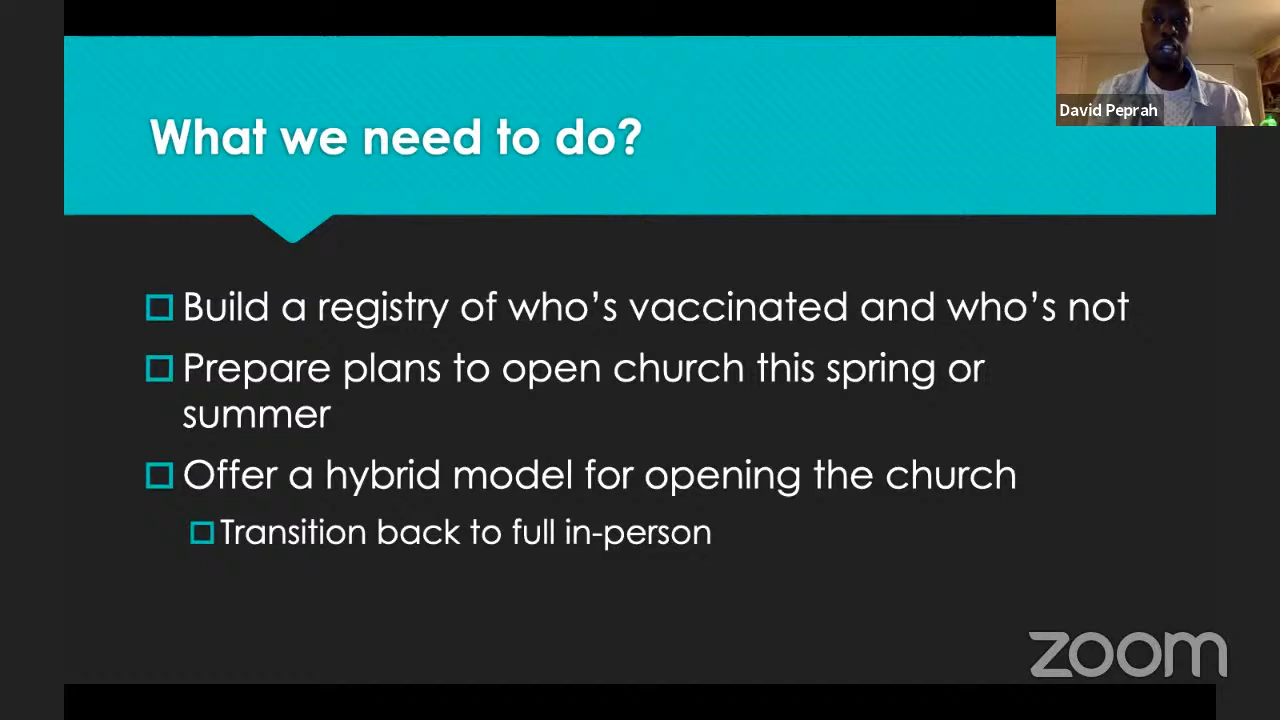 David Peprah
What we need to do?
Build a registry of who’s vaccinated and who’s not
Prepare plans to open church this spring or
summer
Offer a hybrid model for opening the church
Transition back to full in-person
zoom